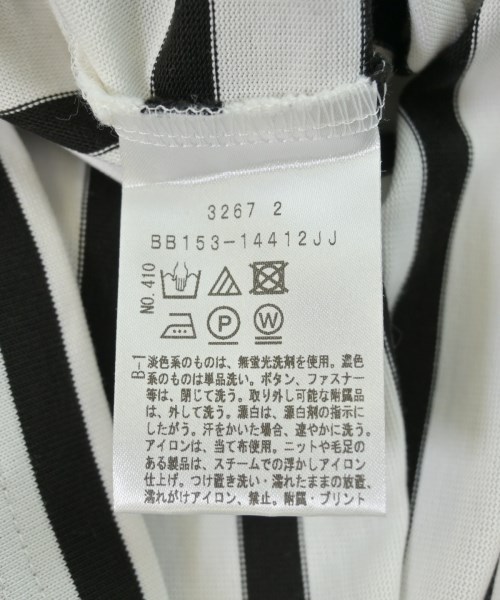 3267 2
BB153-14412JJ
NO.410
P W
B-1
淡色系のものは、無蛍光洗剤を使用。濃色
系のものは単品洗い。ボタン、ファスナー
等は、閉じて洗う。取り外し可能な附属品
は、外して洗う。漂白は、漂白剤の指示に
したがう。汗をかいた場合、速やかに洗う。
アイロンは、当て布使用。ニットや毛足の
ある製品は、スチームでの浮かしアイロン
仕上げ。つけ置き洗い・濡れたままの放置、
濡れがけアイロン、禁止。附属・プリント